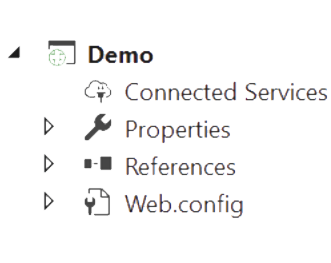 Demo
Connected Services
Properties
References
Web.config